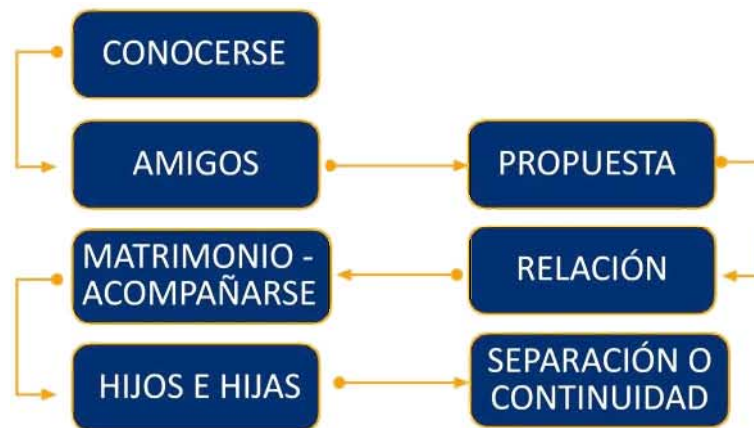 CONOCERSE
AMIGOS
PROPUESTA
RELACIÓN
MATRIMONIO -
ACOMPAÑARSE
HIJOS E HIJAS
SEPARACIÓN O
CONTINUIDAD